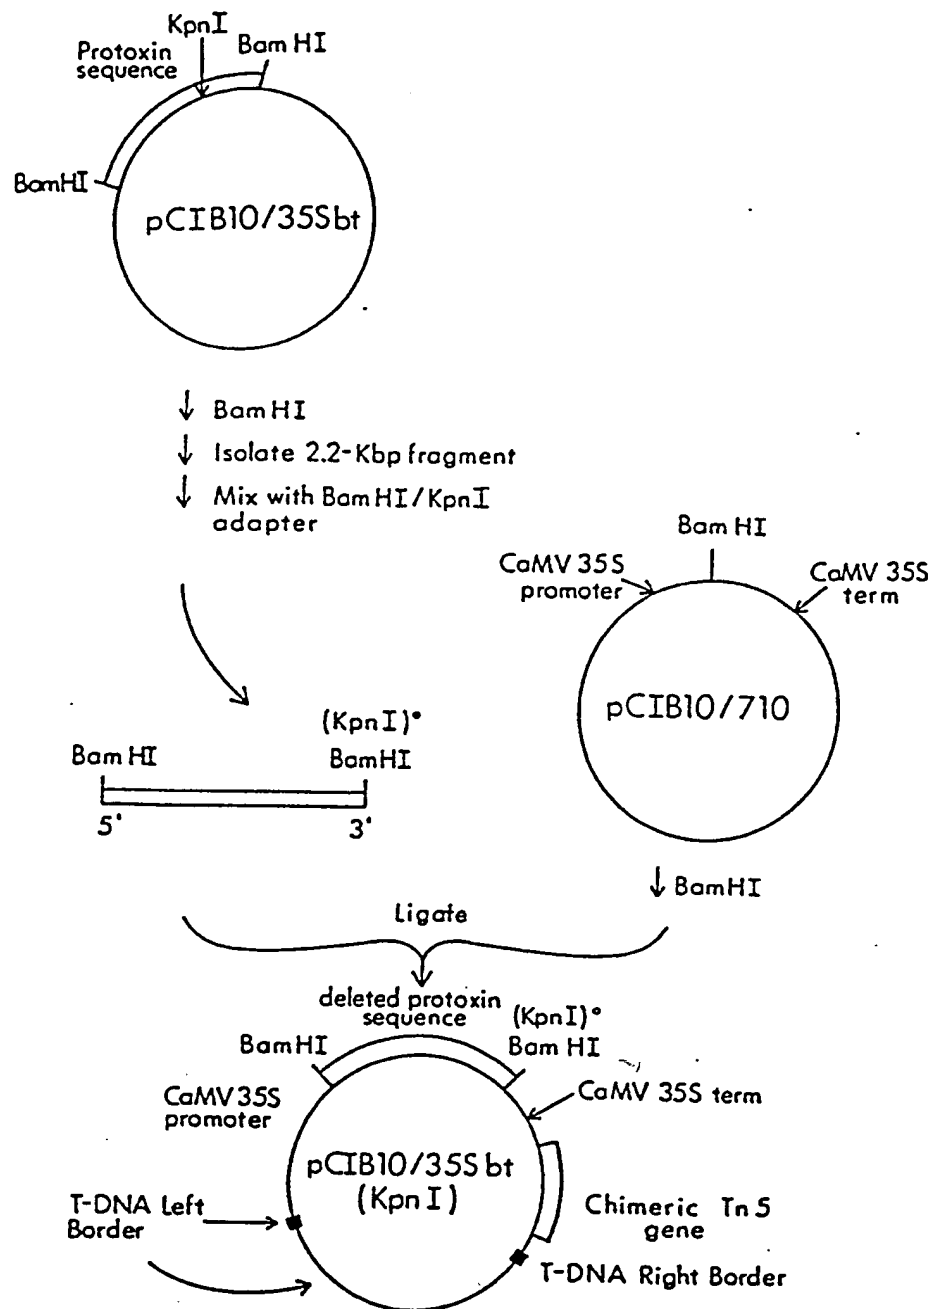 KpnI
Bam HI
Protoxin
sequence
BamHI
pCIB10/35Sbt
↓ BamHI
↓ Isolate 2.2-Kbp fragment
↓ Mix with BamHI/KpnI
adapter
Bam HI
CaMV 35S
promoter
CaMV 35S
term
pCIB10/710
(KpnI)°
Bam HI
BamHI
5'
3'
↓ BamHI
Ligate
deleted protoxin
sequence
(KpnI)°
BamHI
Bam HI
CaMV 35S
promoter
CaMV 35S term
pCIB10/35Sbt
(KpnI)
T-DNA Left
Border
Chimeric Tn5
gene
T-DNA Right Border